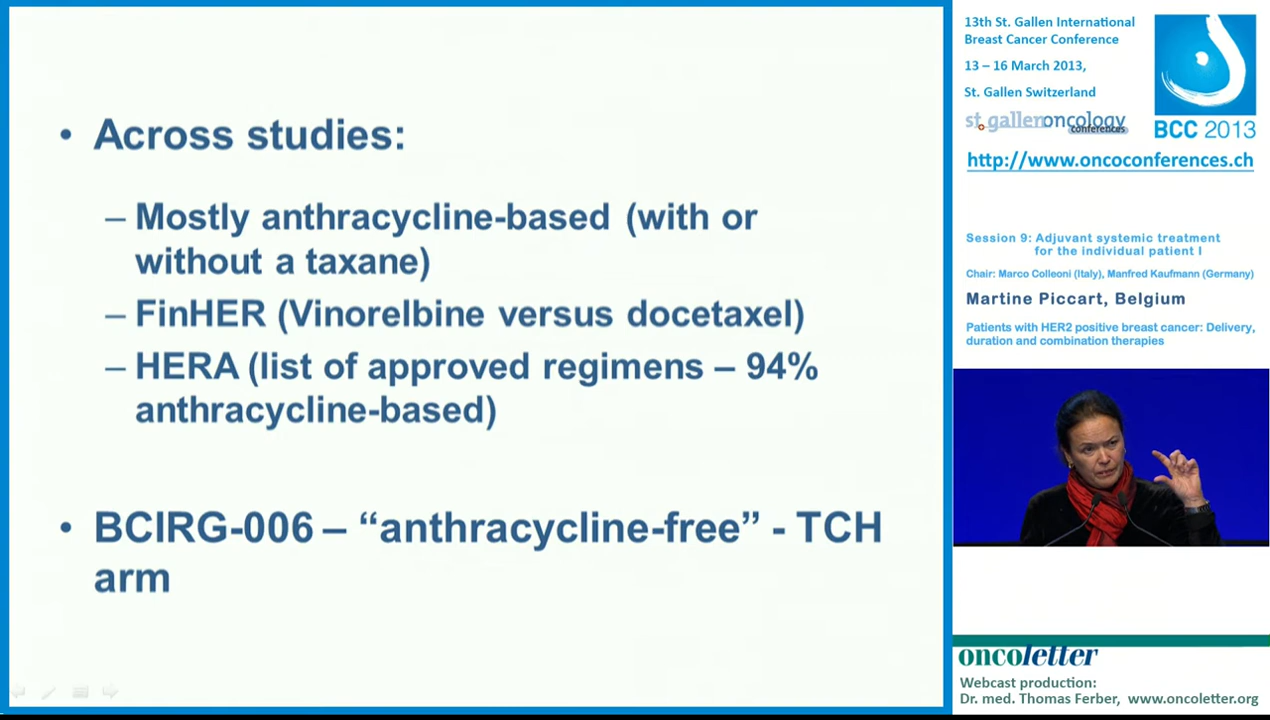 • Across studies:
– Mostly anthracycline-based (with or
without a taxane)
– FinHER (Vinorelbine versus docetaxel)
– HERA (list of approved regimens – 94%
anthracycline-based)
• BCIRG-006 – “anthracycline-free” - TCH
arm
13th St. Gallen International
Breast Cancer Conference
13 – 16 March 2013,
St. Gallen Switzerland
st.gallenoncology
conferences
BCC 2013
http://www.oncoconferences.ch
Session 9: Adjuvant systemic treatment
for the individual patient I
Chair: Marco Colleoni (Italy), Manfred Kaufmann (Germany)
Martine Piccart, Belgium
Patients with HER2 positive breast cancer: Delivery,
duration and combination therapies
oncoletter
Webcast production:
Dr. med. Thomas Ferber, www.oncoletter.org